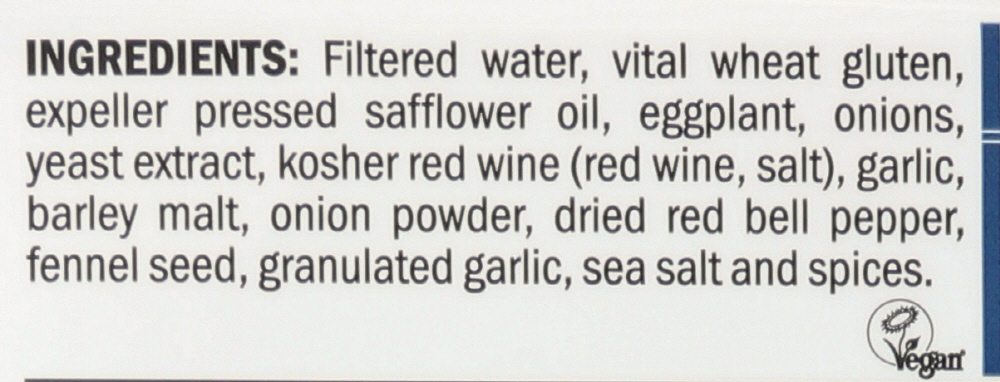 INGREDIENTS: Filtered water, vital wheat gluten,
expeller pressed safflower oil, eggplant, onions,
yeast extract, kosher red wine (red wine, salt), garlic,
barley malt, onion powder, dried red bell pepper,
fennel seed, granulated garlic, sea salt and spices.
Vegan